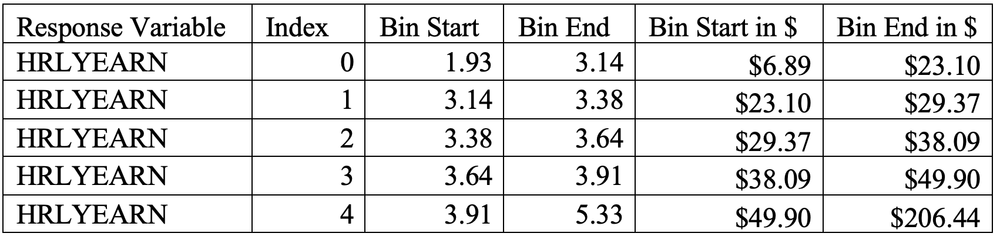 Response Variable Index Bin Start Bin End Bin Start in $ Bin End in $
HRLYEARN 0 1.93 3.14 $6.89 $23.10
HRLYEARN 1 3.14 3.38 $23.10 $29.37
HRLYEARN 2 3.38 3.64 $29.37 $38.09
HRLYEARN 3 3.64 3.91 $38.09 $49.90
HRLYEARN 4 3.91 5.33 $49.90 $206.44